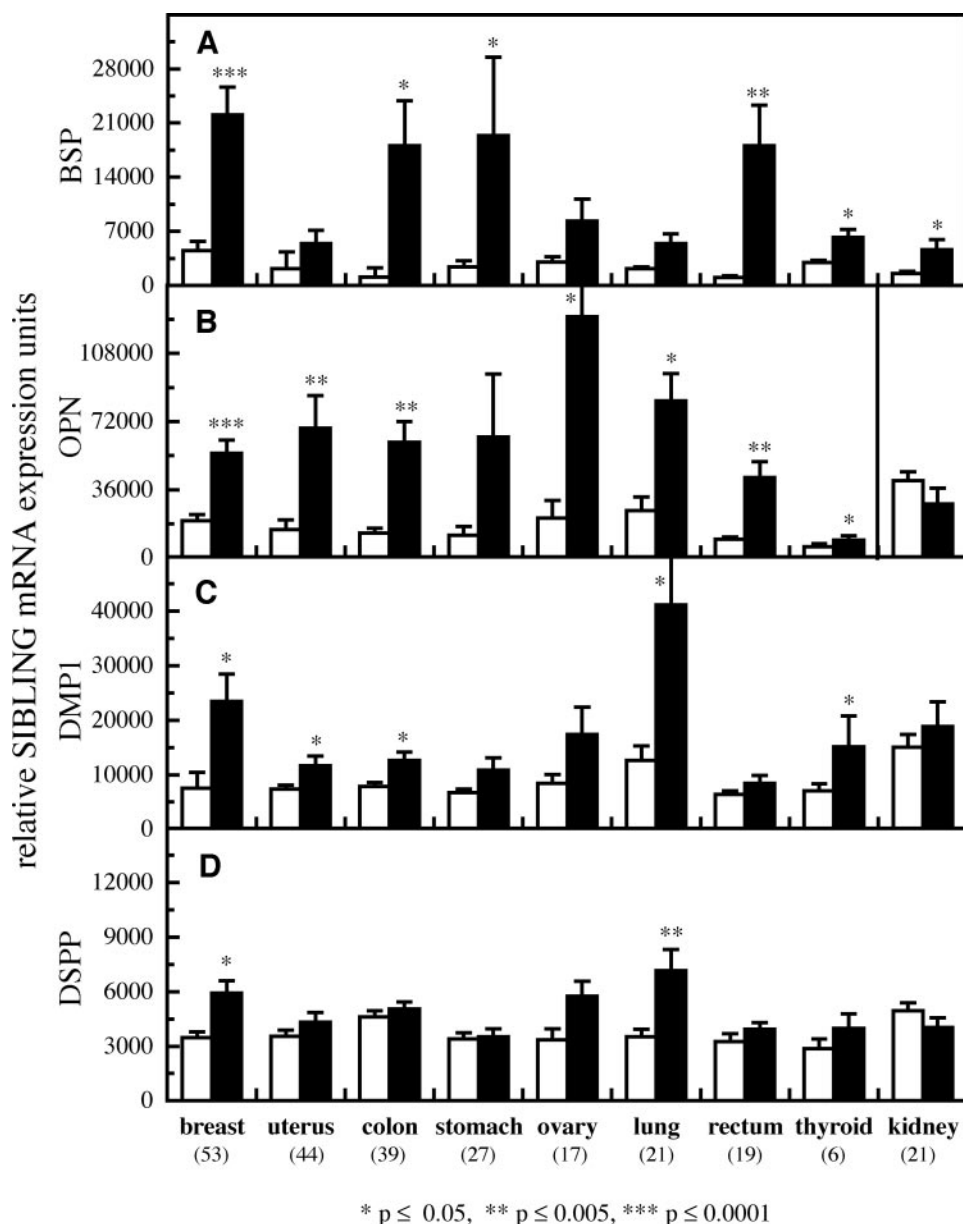 relative SIBLING mRNA expression units
A
BSP
28000
21000
14000
7000
0
*** * * ** * *
B
OPN
108000
72000
36000
0
*** ** ** * * ** *
C
DMP1
40000
30000
20000
10000
0
* * * * *
D
DSPP
12000
9000
6000
3000
0
* **
breast uterus colon stomach ovary lung rectum thyroid kidney
(53) (44) (39) (27) (17) (21) (19) (6) (21)
* p ≤ 0.05, ** p ≤ 0.005, *** p ≤ 0.0001